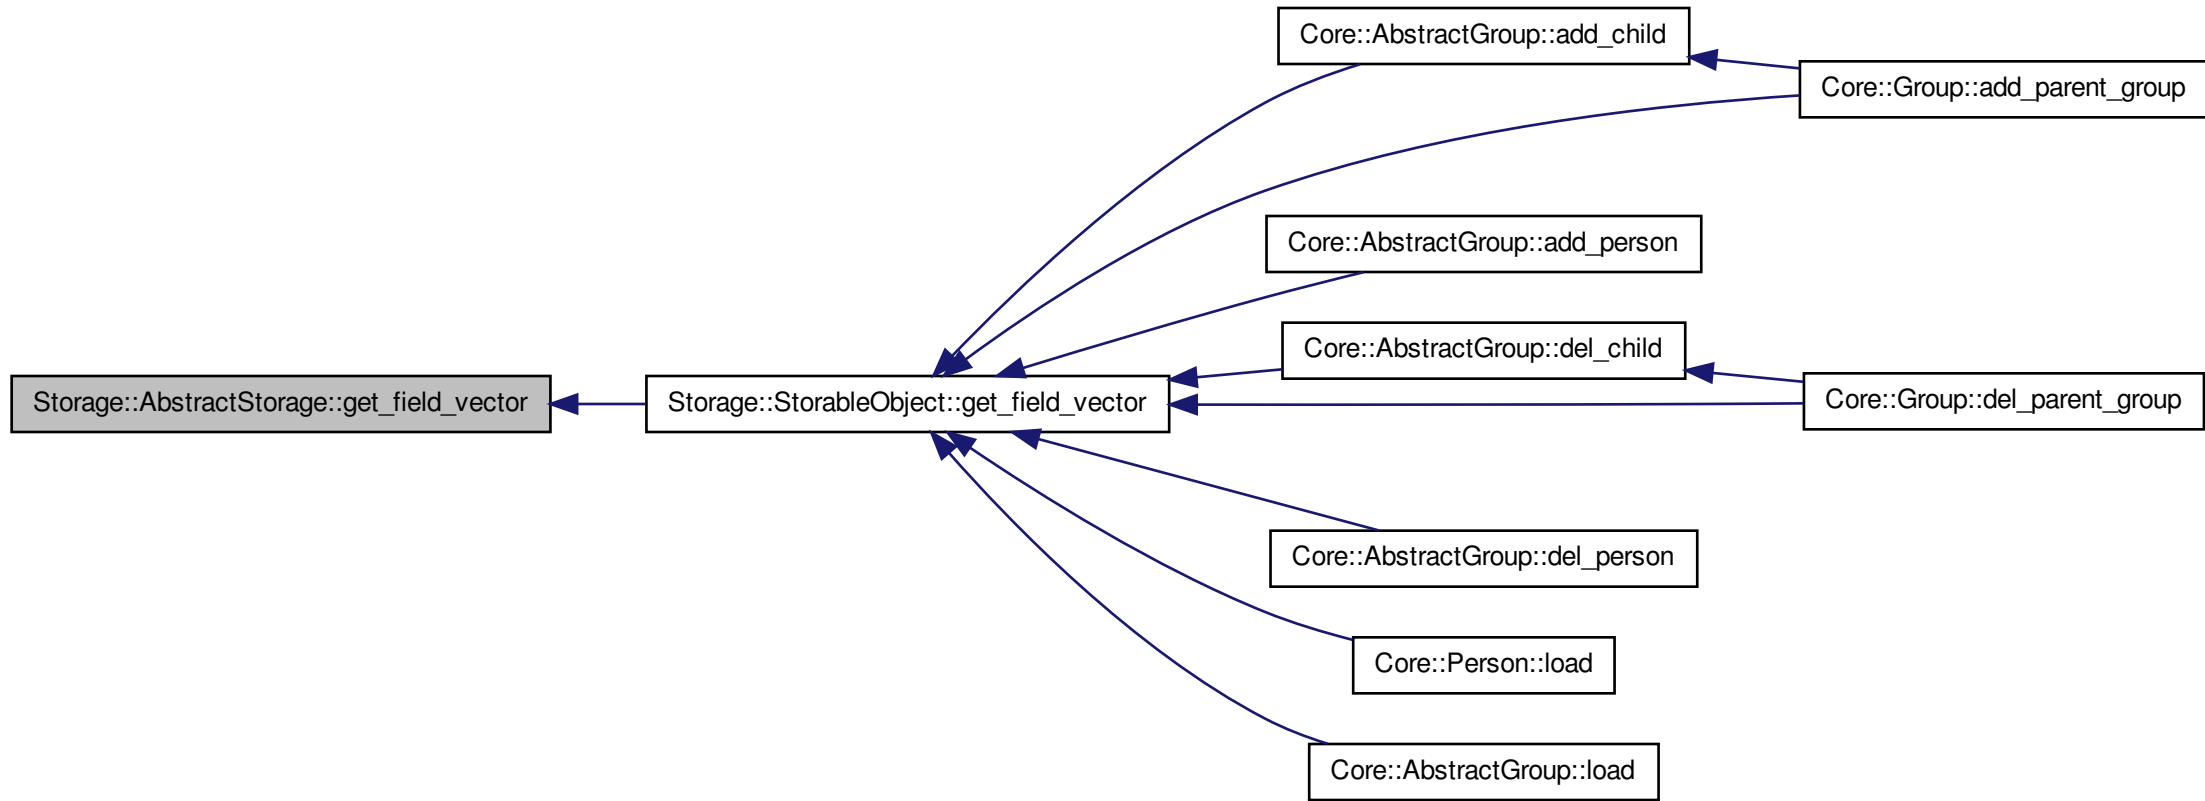 Core::AbstractGroup::add_child
Core::Group::add_parent_group
Core::AbstractGroup::add_person
Core::AbstractGroup::del_child
Core::Group::del_parent_group
Storage::AbstractStorage::get_field_vector
Storage::StorableObject::get_field_vector
Core::AbstractGroup::del_person
Core::Person::load
Core::AbstractGroup::load